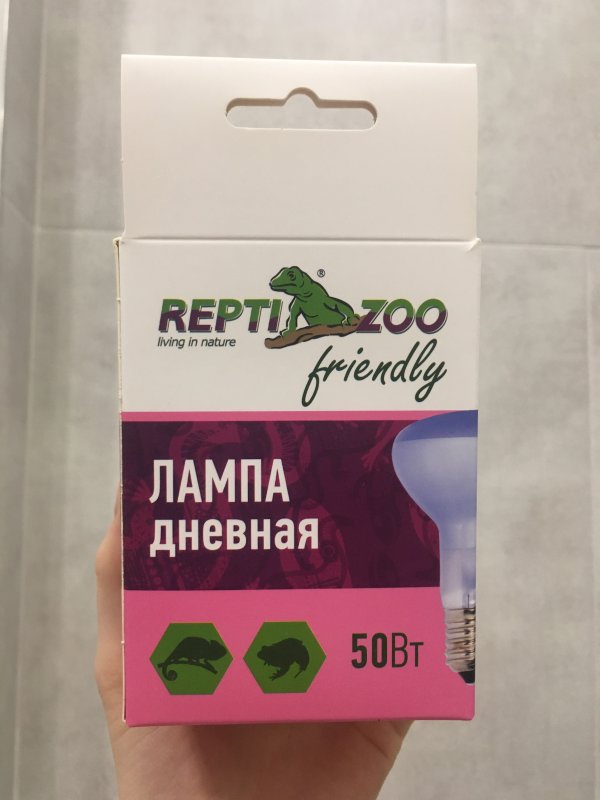 REPTI ZOO ®
living in nature
friendly
ЛАМПА
дневная
50Вт